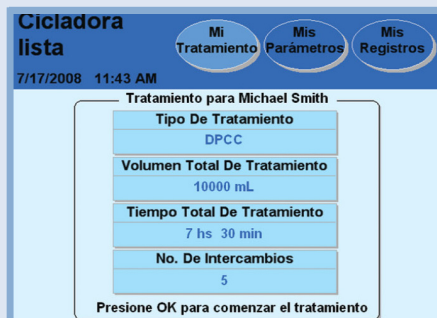 Cicladora
lista
Mi
Tratamiento
Mis
Parámetros
Mis
Registros
7/17/2008 11:43 AM
Tratamiento para Michael Smith
Tipo De Tratamiento
DPCC
Volumen Total De Tratamiento
10000 mL
Tiempo Total De Tratamiento
7 hs 30 min
No. De Intercambios
5
Presione OK para comenzar el tratamiento